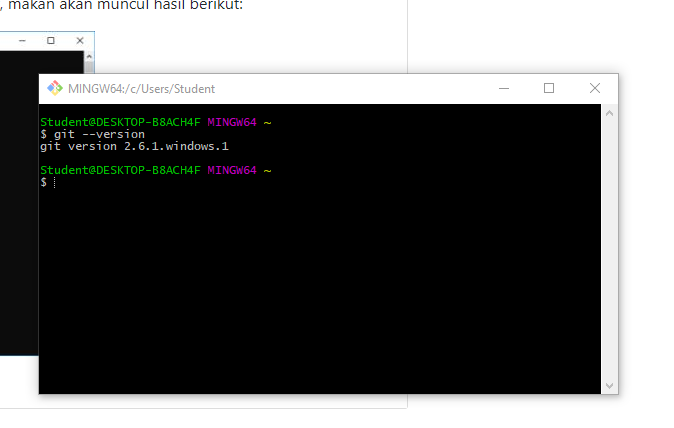 , makan akan muncul hasil berikut:
MINGW64:/c/Users/Student
Student@DESKTOP-B8ACH4F MINGW64 ~
$ git --version
git version 2.6.1.windows.1
Student@DESKTOP-B8ACH4F MINGW64 ~
$